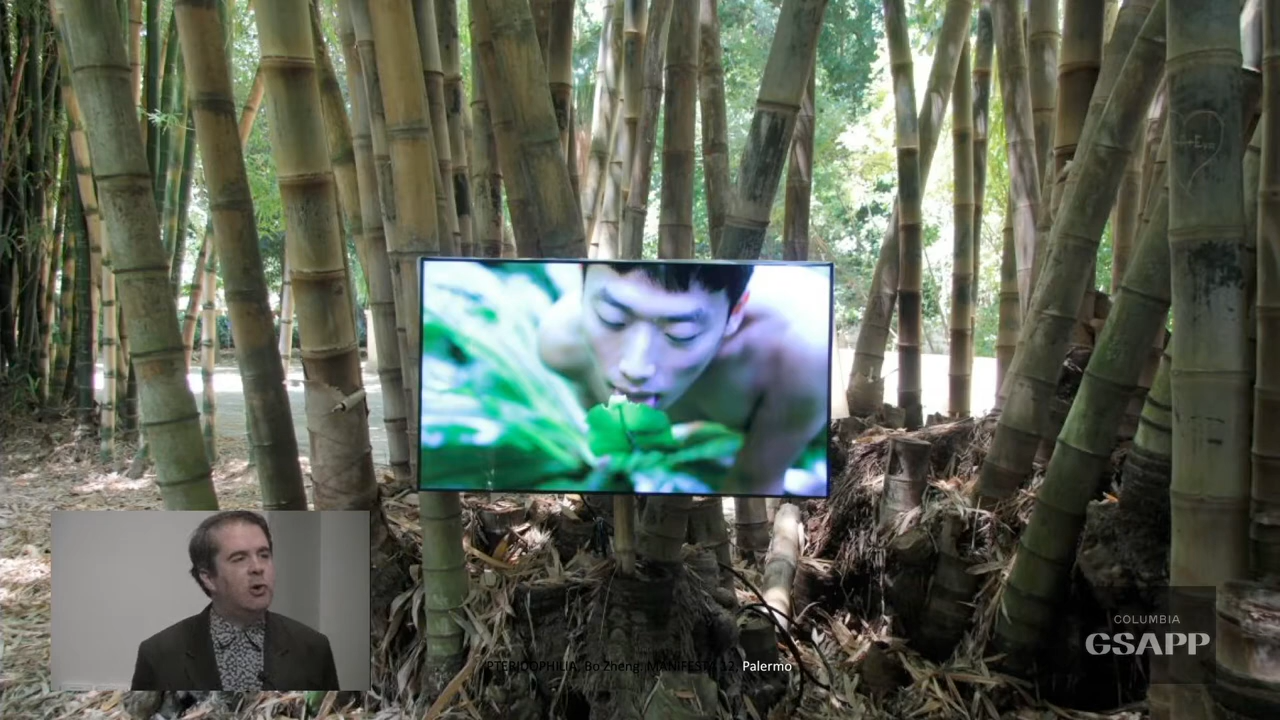 PTERIDOPHILIA, Bo Zheng, MANIFESTA 12, Palermo
COLUMBIA
GSAPP